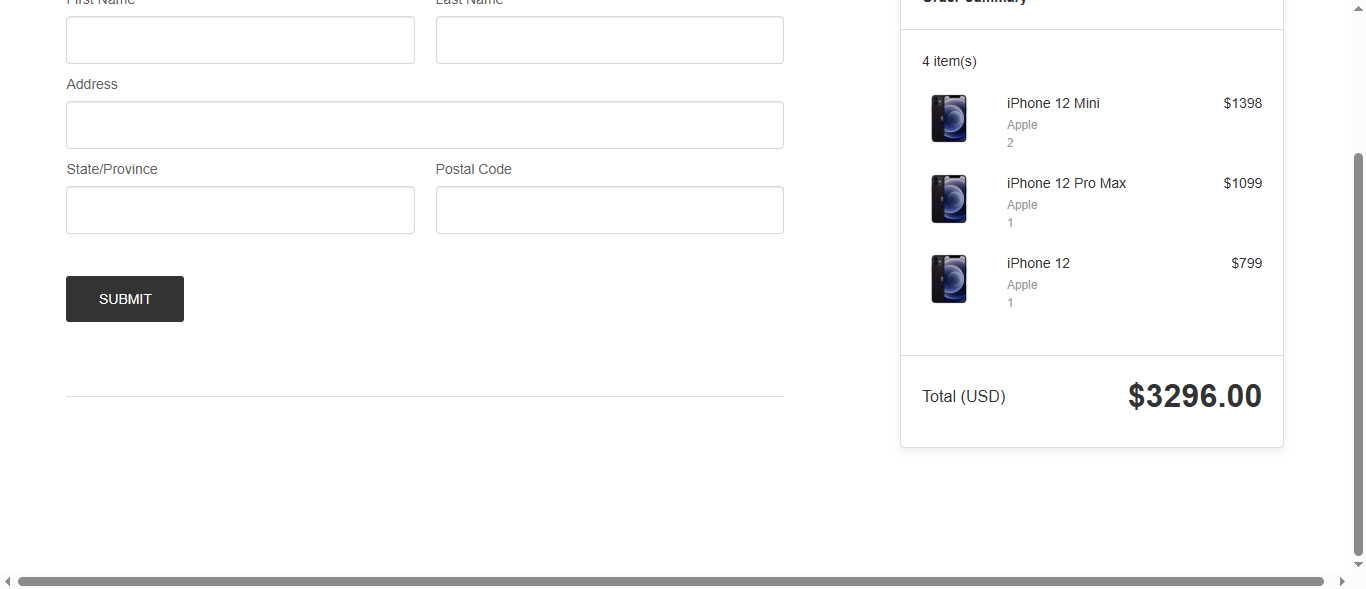 First Name
Last Name
Address
State/Province
Postal Code
SUBMIT
Order Summary
4 item(s)
iPhone 12 Mini
$1398
Apple
2
iPhone 12 Pro Max
$1099
Apple
1
iPhone 12
$799
Apple
1
Total (USD)
$3296.00